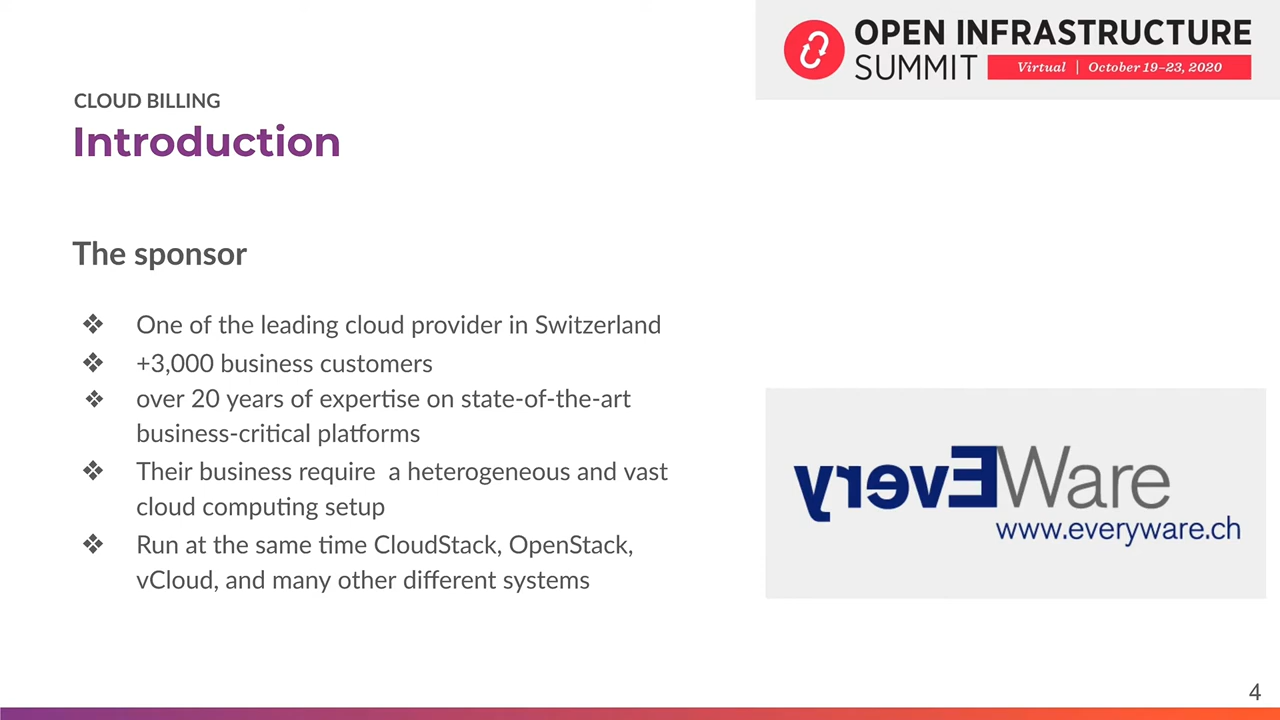 OPEN INFRASTRUCTURE
SUMMIT Virtual | October 19–23, 2020
CLOUD BILLING
Introduction
The sponsor
❖ One of the leading cloud provider in Switzerland
❖ +3,000 business customers
❖ over 20 years of expertise on state-of-the-art
business-critical platforms
❖ Their business require a heterogeneous and vast
cloud computing setup
❖ Run at the same time CloudStack, OpenStack,
vCloud, and many other different systems
EveryWare
www.everyware.ch
4